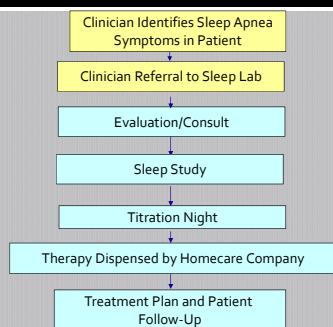 Clinician Identifies Sleep Apnea
Symptoms in Patient
Clinician Referral to Sleep Lab
Evaluation/Consult
Sleep Study
Titration Night
Therapy Dispensed by Homecare Company
Treatment Plan and Patient
Follow-Up